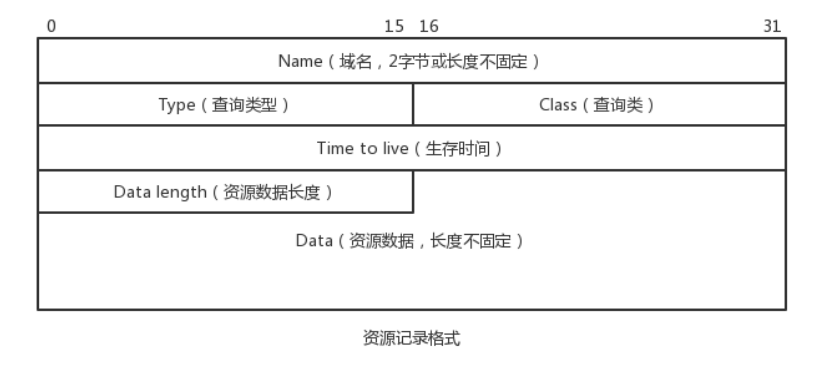 0 15 16 31
Name（域名，2字节或长度不固定）
Type（查询类型） Class（查询类）
Time to live（生存时间）
Data length（资源数据长度）
Data（资源数据，长度不固定）
资源记录格式